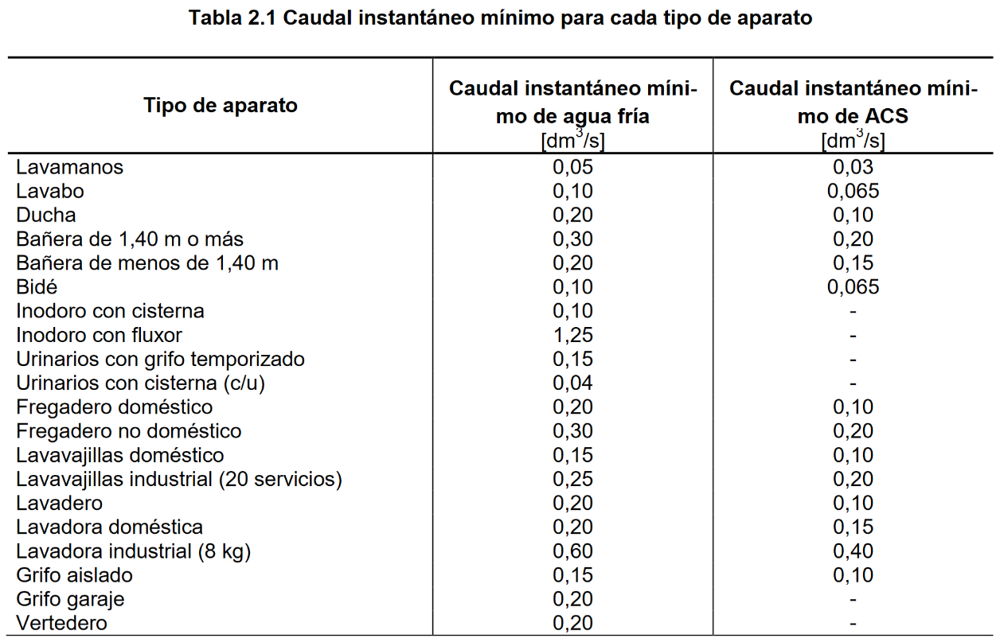 Tabla 2.1 Caudal instantáneo mínimo para cada tipo de aparato
Tipo de aparato
Caudal instantáneo míni-
mo de agua fría
[dm³/s]
Caudal instantáneo míni-
mo de ACS
[dm³/s]
Lavamanos 0,05 0,03
Lavabo 0,10 0,065
Ducha 0,20 0,10
Bañera de 1,40 m o más 0,30 0,20
Bañera de menos de 1,40 m 0,20 0,15
Bidé 0,10 0,065
Inodoro con cisterna 0,10 -
Inodoro con fluxor 1,25 -
Urinarios con grifo temporizado 0,15 -
Urinarios con cisterna (c/u) 0,04 -
Fregadero doméstico 0,20 0,10
Fregadero no doméstico 0,30 0,20
Lavavajillas doméstico 0,15 0,10
Lavavajillas industrial (20 servicios) 0,25 0,20
Lavadero 0,20 0,10
Lavadora doméstica 0,20 0,15
Lavadora industrial (8 kg) 0,60 0,40
Grifo aislado 0,15 0,10
Grifo garaje 0,20 -
Vertedero 0,20 -